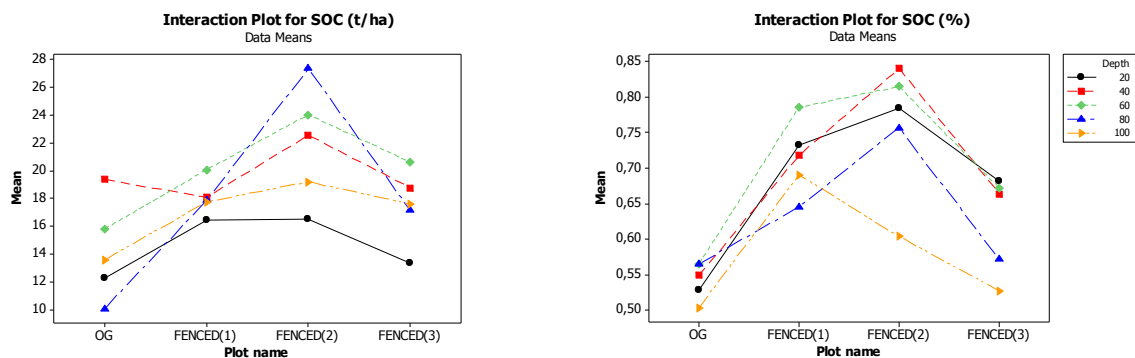 Interaction Plot for SOC (t/ha)
Data Means
28
26
24
22
20
18
16
14
12
10
Mean
OG FENCED(1) FENCED(2) FENCED(3)
Plot name
Interaction Plot for SOC (%)
Data Means
0,85
0,80
0,75
0,70
0,65
0,60
0,55
0,50
Mean
OG FENCED(1) FENCED(2) FENCED(3)
Plot name
Depth
20
40
60
80
100